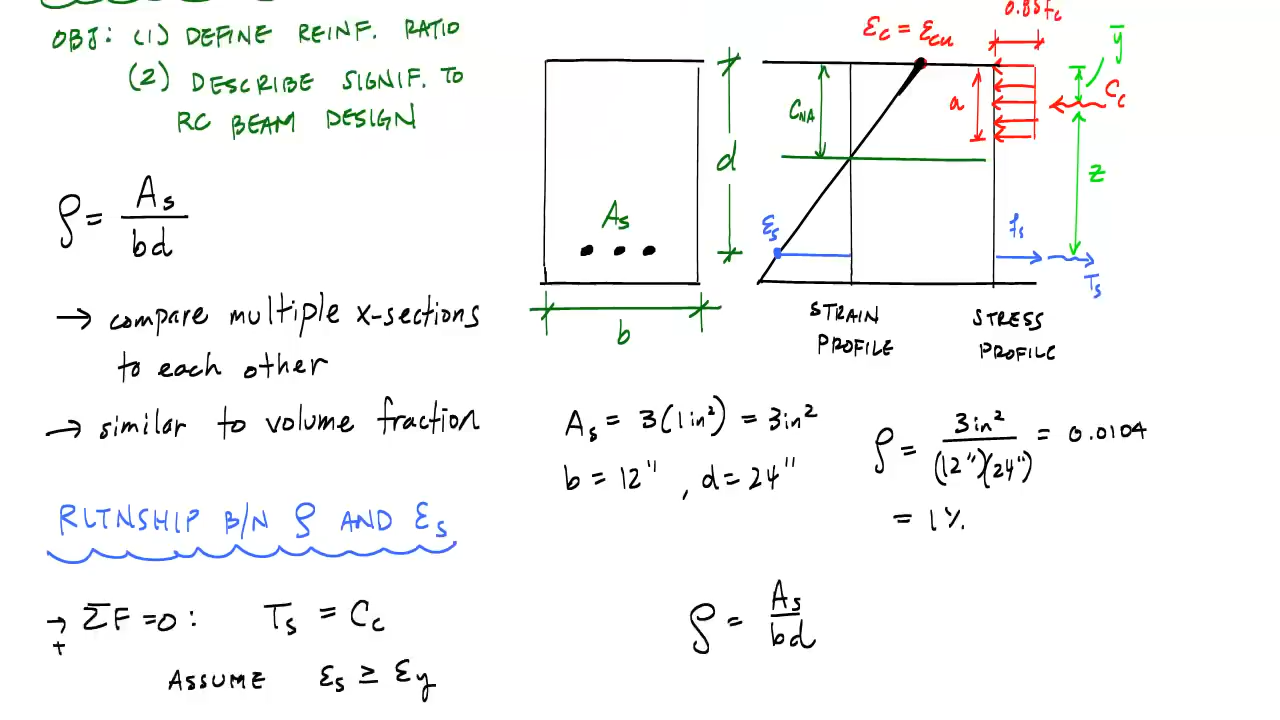 OBJ: (1) DEFINE REINF. RATIO
(2) DESCRIBE SIGNIF. TO
RC BEAM DESIGN
ρ = As / bd
→ compare multiple x-sections
to each other
→ similar to volume fraction
RLTNSHIP B/N ρ AND εs
→ + ΣF = 0 : Ts = Cc
ASSUME εs ≥ εy
As
d
b
εc = εcu
CNA
εs
STRAIN
PROFILE
0.85f'c
a
ȳ
Cc
z
fs
Ts
STRESS
PROFILE
As = 3(1in²) = 3in²
b = 12" , d = 24"
ρ = 3in² / (12")(24") = 0.0104
= 1%
ρ = As / bd